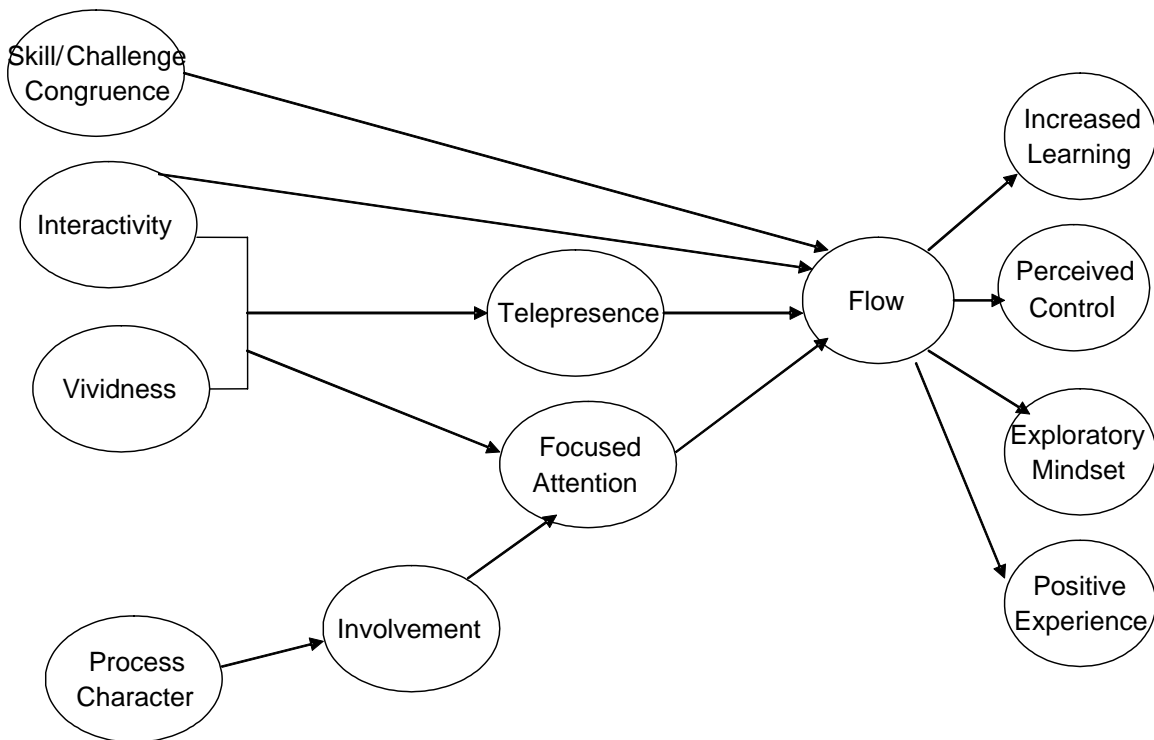 Skill/Challenge
Congruence
Interactivity
Vividness
Process
Character
Involvement
Telepresence
Focused
Attention
Flow
Increased
Learning
Perceived
Control
Exploratory
Mindset
Positive
Experience